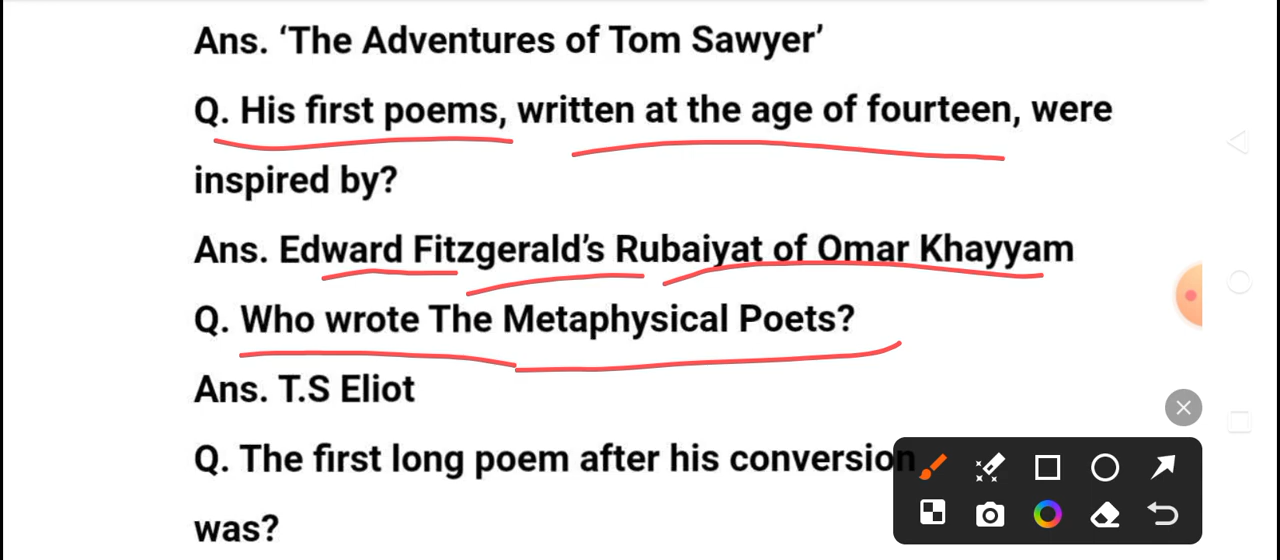 Ans. ‘The Adventures of Tom Sawyer’
Q. His first poems, written at the age of fourteen, were
inspired by?
Ans. Edward Fitzgerald’s Rubaiyat of Omar Khayyam
Q. Who wrote The Metaphysical Poets?
Ans. T.S Eliot
Q. The first long poem after his conversion
was?